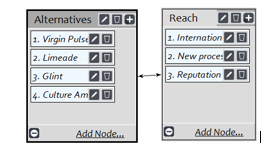 Alternatives
1. Virgin Pulse
2. Limeade
3. Glint
4. Culture Am
Add Node...
Reach
1. Internation
2. New proces
3. Reputation
Add Node...